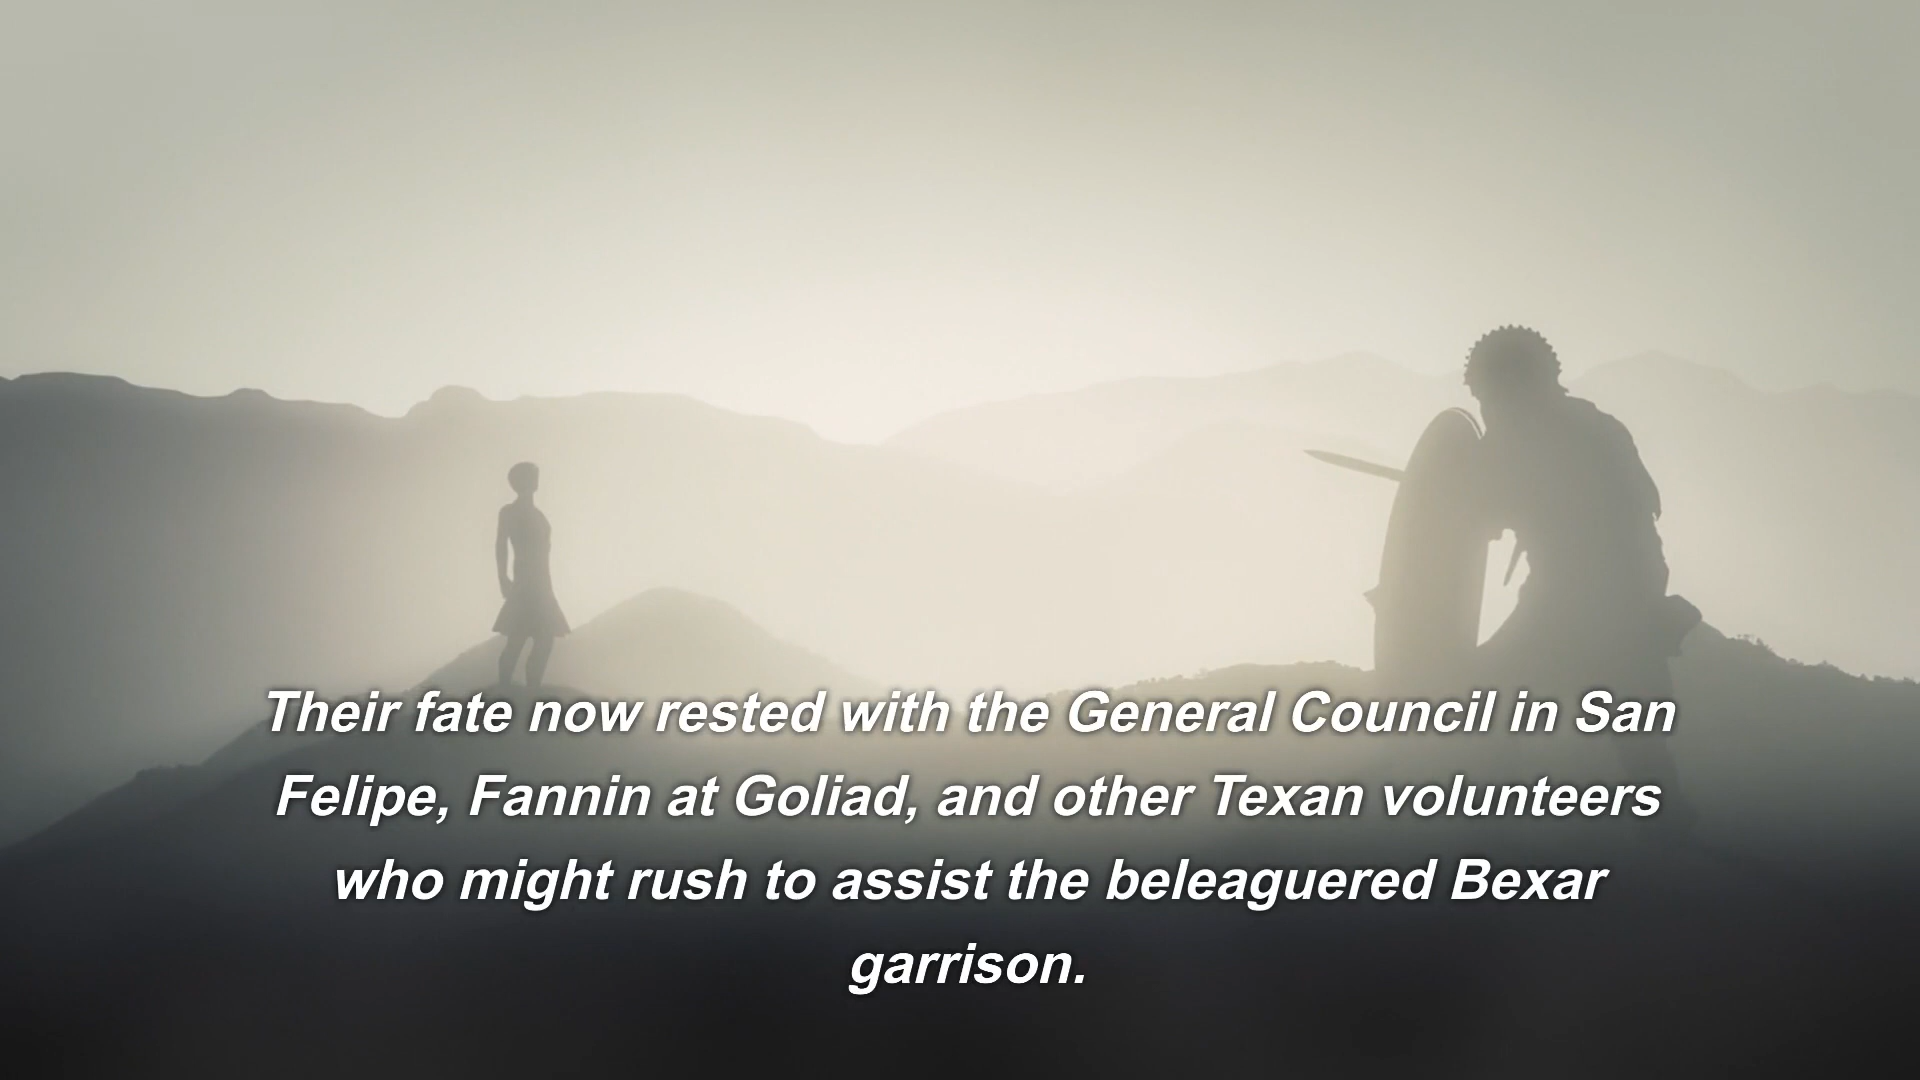 Their fate now rested with the General Council in San
Felipe, Fannin at Goliad, and other Texan volunteers
who might rush to assist the beleaguered Bexar
garrison.